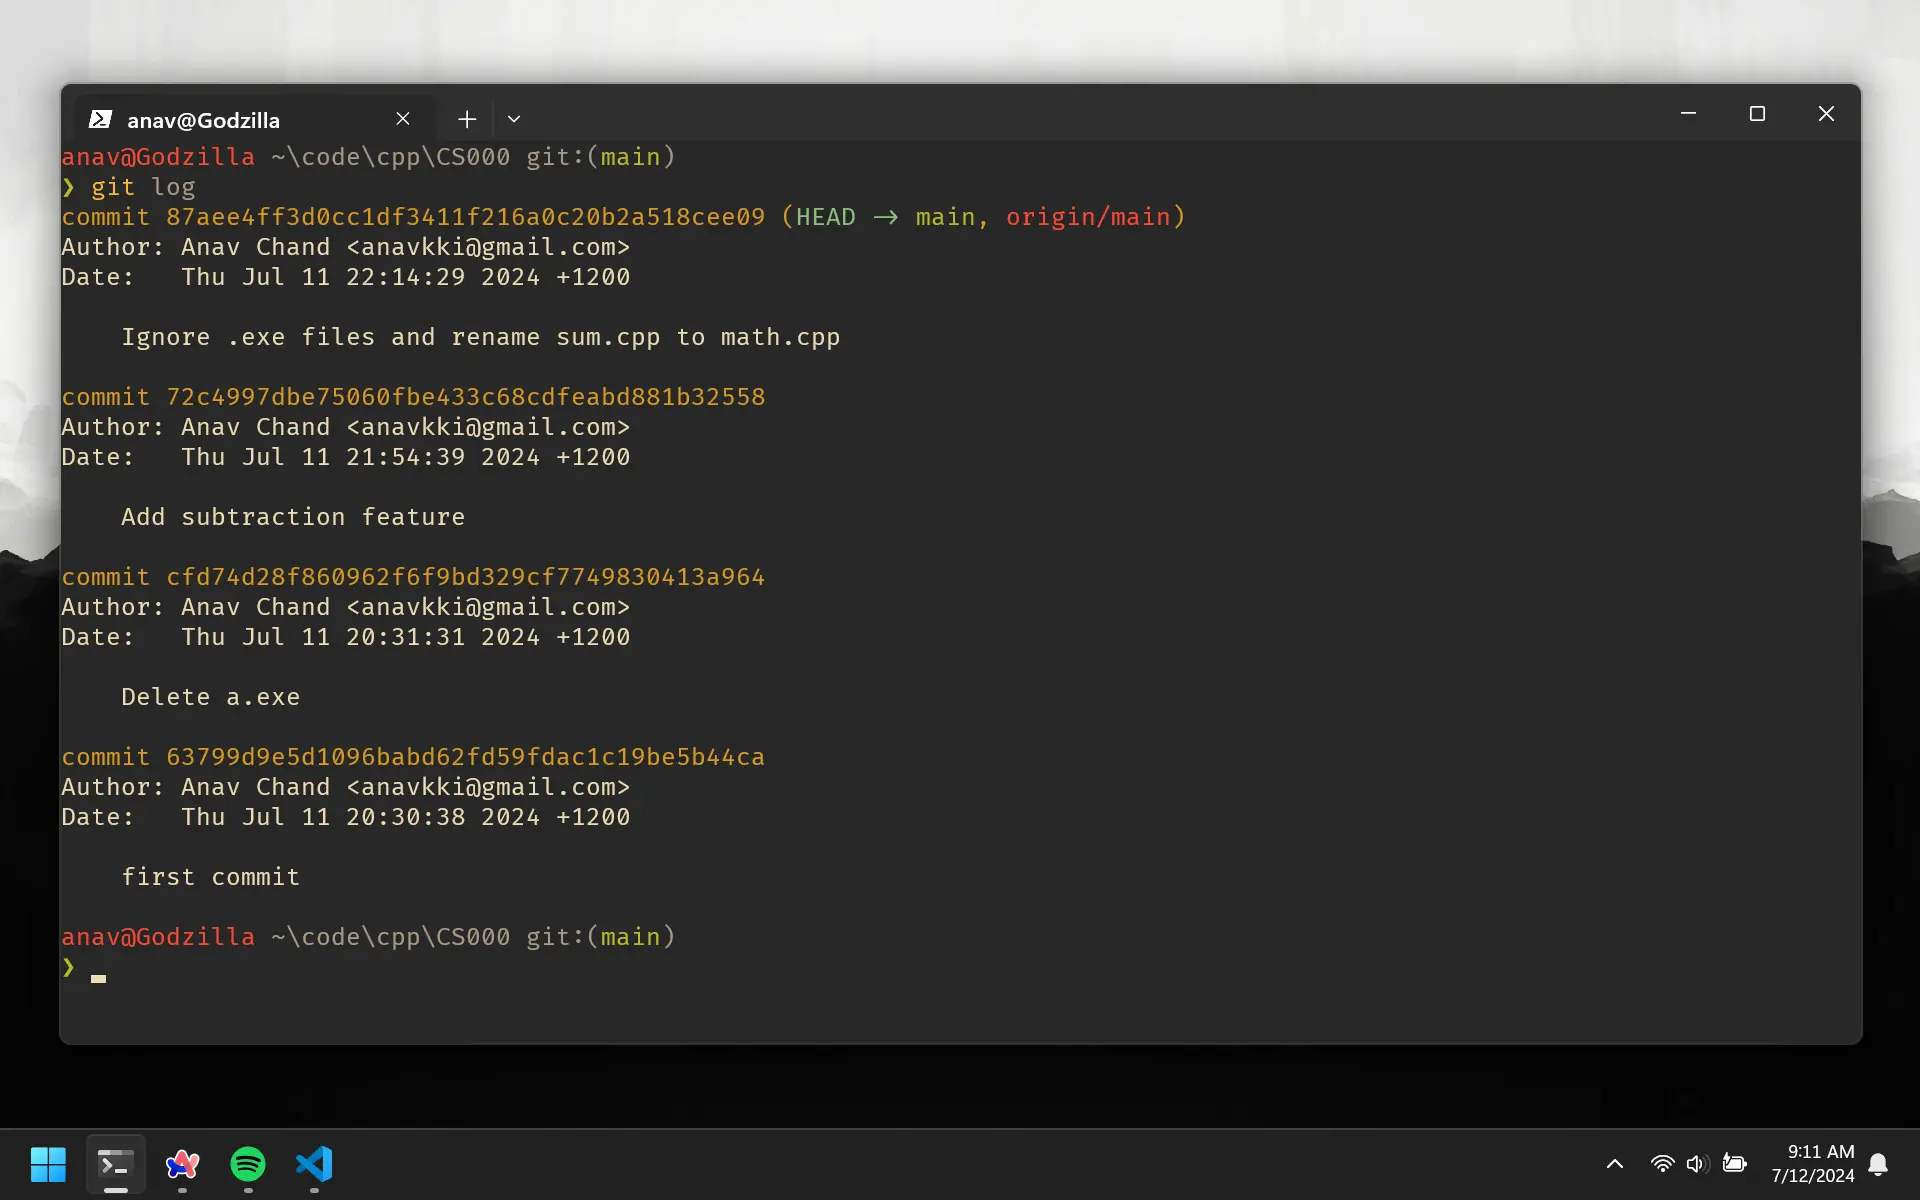 anav@Godzilla
anav@Godzilla ~\code\cpp\CS000 git:(main)
❯ git log
commit 87aee4ff3d0cc1df3411f216a0c20b2a518cee09 (HEAD -> main, origin/main)
Author: Anav Chand <anavkki@gmail.com>
Date:   Thu Jul 11 22:14:29 2024 +1200
    Ignore .exe files and rename sum.cpp to math.cpp
commit 72c4997dbe75060fbe433c68cdfeabd881b32558
Author: Anav Chand <anavkki@gmail.com>
Date:   Thu Jul 11 21:54:39 2024 +1200
    Add subtraction feature
commit cfd74d28f860962f6f9bd329cf7749830413a964
Author: Anav Chand <anavkki@gmail.com>
Date:   Thu Jul 11 20:31:31 2024 +1200
    Delete a.exe
commit 63799d9e5d1096babd62fd59fdac1c19be5b44ca
Author: Anav Chand <anavkki@gmail.com>
Date:   Thu Jul 11 20:30:38 2024 +1200
    first commit
anav@Godzilla ~\code\cpp\CS000 git:(main)
❯
9:11 AM
7/12/2024